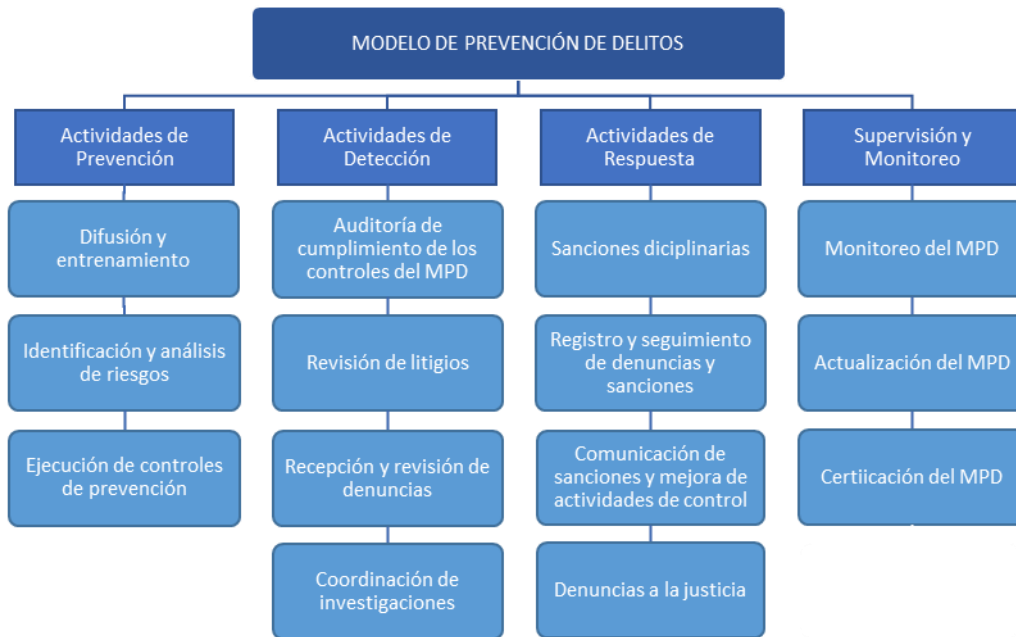 MODELO DE PREVENCIÓN DE DELITOS
Actividades de
Prevención
Difusión y
entrenamiento
Identificación y análisis
de riesgos
Ejecución de controles
de prevención
Actividades de
Detección
Auditoría de
cumplimiento de los
controles del MPD
Revisión de litigios
Recepción y revisión de
denuncias
Coordinación de
investigaciones
Actividades de
Respuesta
Sanciones diciplinarias
Registro y seguimiento
de denuncias y
sanciones
Comunicación de
sanciones y mejora de
actividades de control
Denuncias a la justicia
Supervisión y
Monitoreo
Monitoreo del MPD
Actualización del MPD
Certiicación del MPD